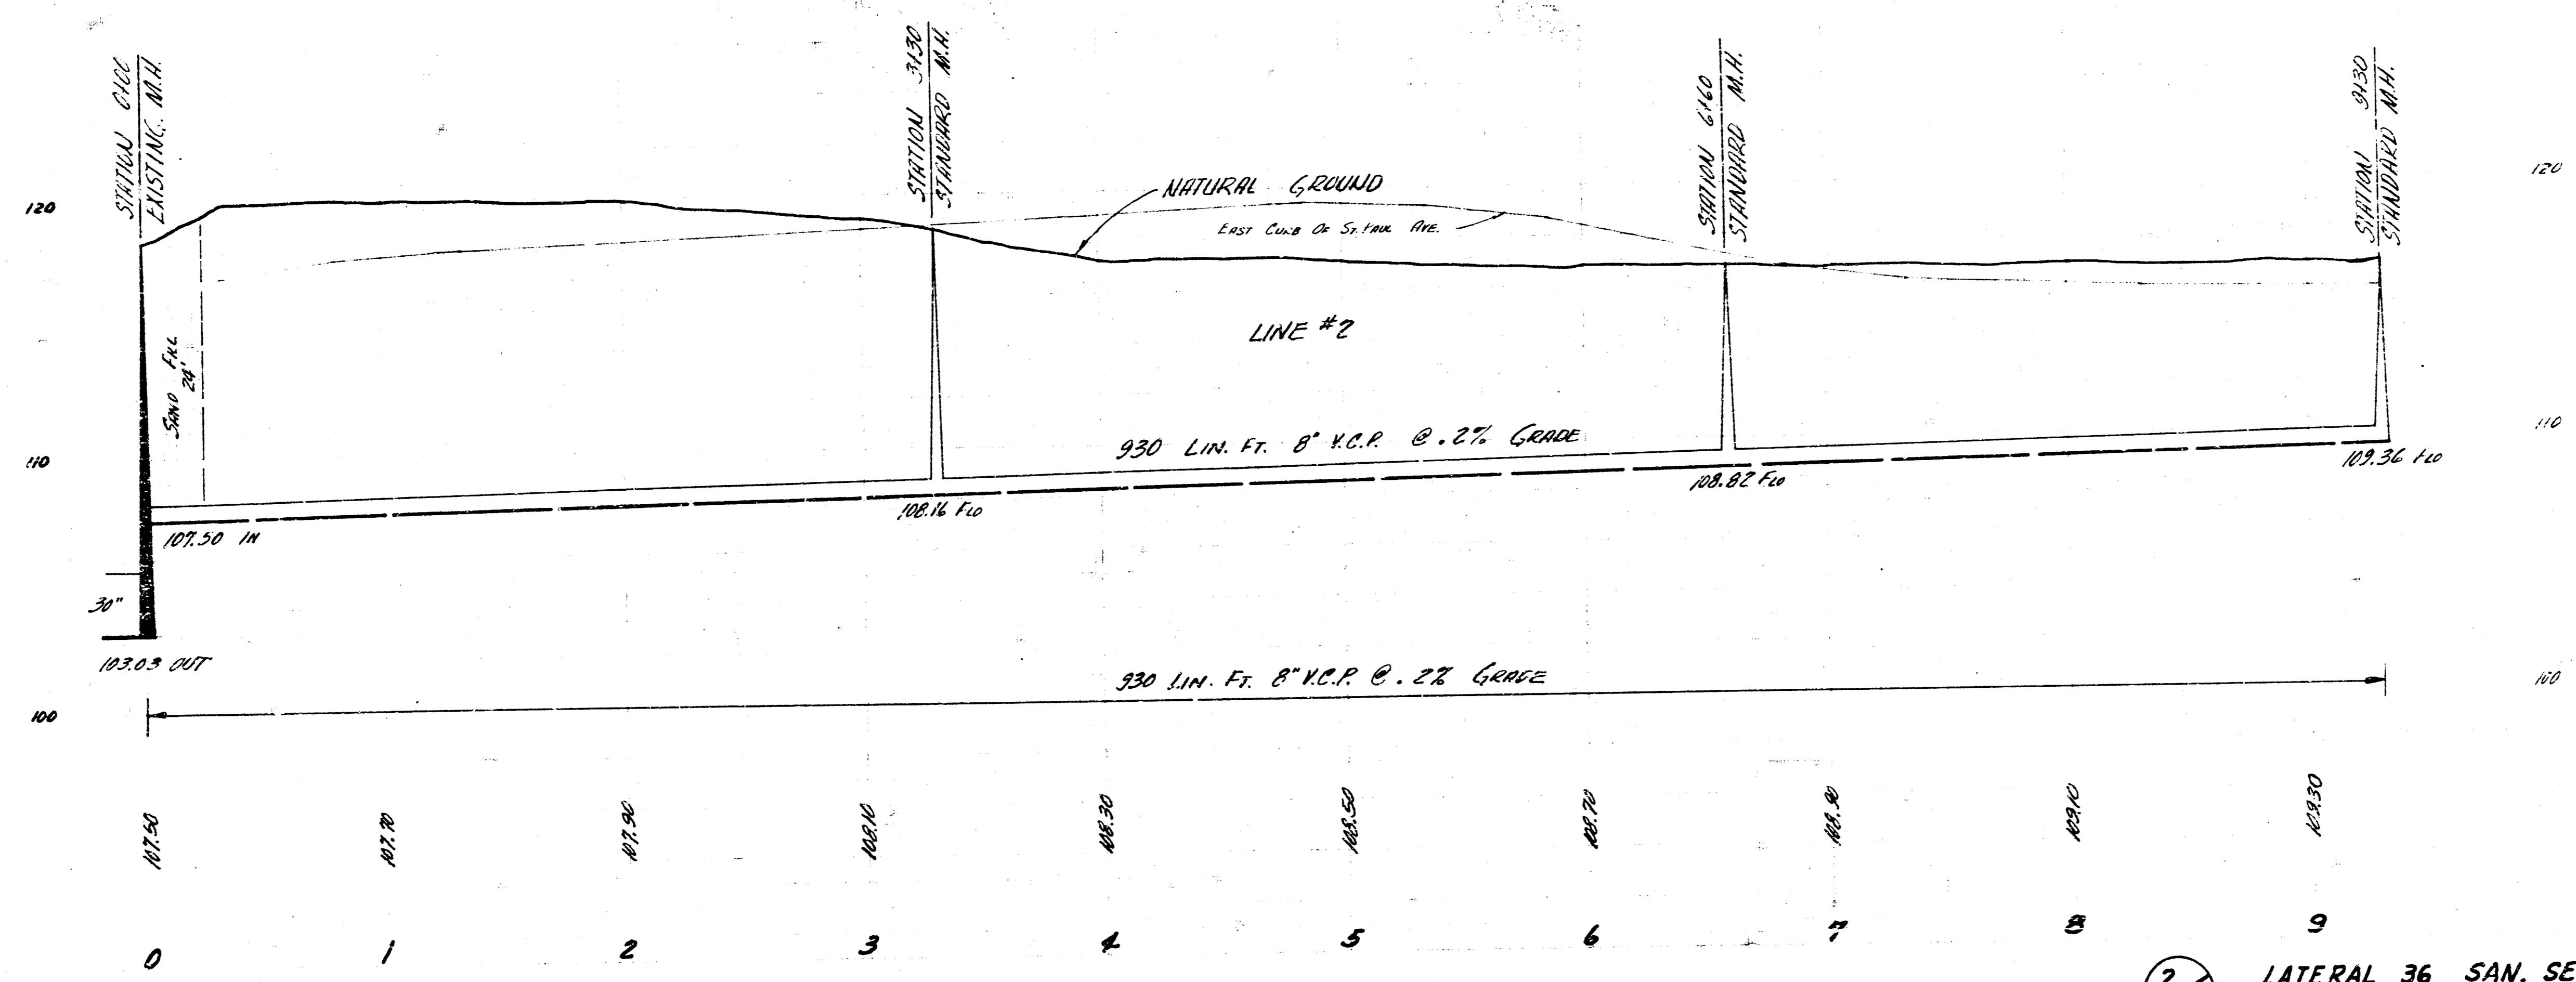 STATION 0+00
EXISTING M.H.
STATION 3+30
STANDARD M.H.
STATION 6+60
STANDARD M.H.
STATION 9+30
STANDARD M.H.
120
120
NATURAL GROUND
EAST CURB OF ST. PAUL AVE.
LINE #2
SAND FILL
24'
930 LIN. FT. 8" V.C.P. @ .2% GRADE
110
110
107.50 IN
108.16 FLO
108.82 FLO
109.36 FLO
30"
103.03 OUT
930 LIN. FT. 8" V.C.P. @ .2% GRADE
100
100
107.50 107.70 107.90 108.10 108.30 108.50 108.70 108.90 109.10 109.30
0 1 2 3 4 5 6 7 8 9
2 LATERAL 36 SAN. SE